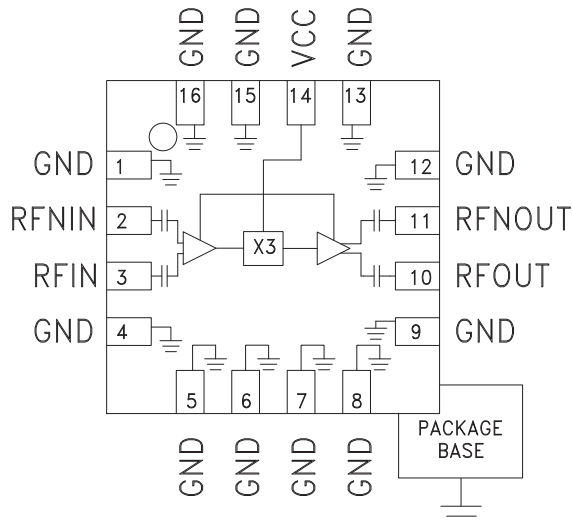 GND
GND
VCC
GND
16
15
14
13
GND
1
12
GND
RFNIN
2
11
RFNOUT
X3
RFIN
3
10
RFOUT
GND
4
9
GND
5
6
7
8
GND
GND
GND
GND
PACKAGE
BASE